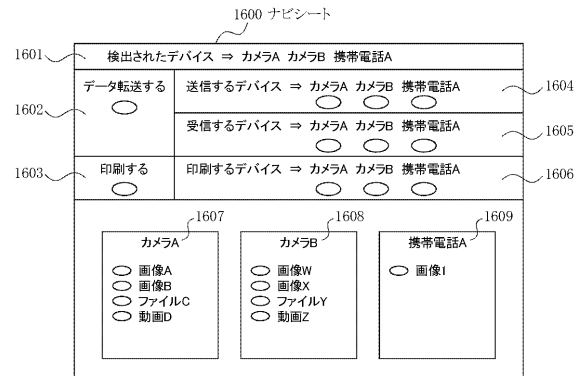 1600 ナビシート
1601
検出されたデバイス ⇒ カメラA カメラB 携帯電話A
データ転送する
送信するデバイス ⇒ カメラA カメラB 携帯電話A
1604
1602
受信するデバイス ⇒ カメラA カメラB 携帯電話A
1605
1603
印刷する
印刷するデバイス ⇒ カメラA カメラB 携帯電話A
1606
1607
1608
1609
カメラA
画像A
画像B
ファイルC
動画D
カメラB
画像W
画像X
ファイルY
動画Z
携帯電話A
画像1